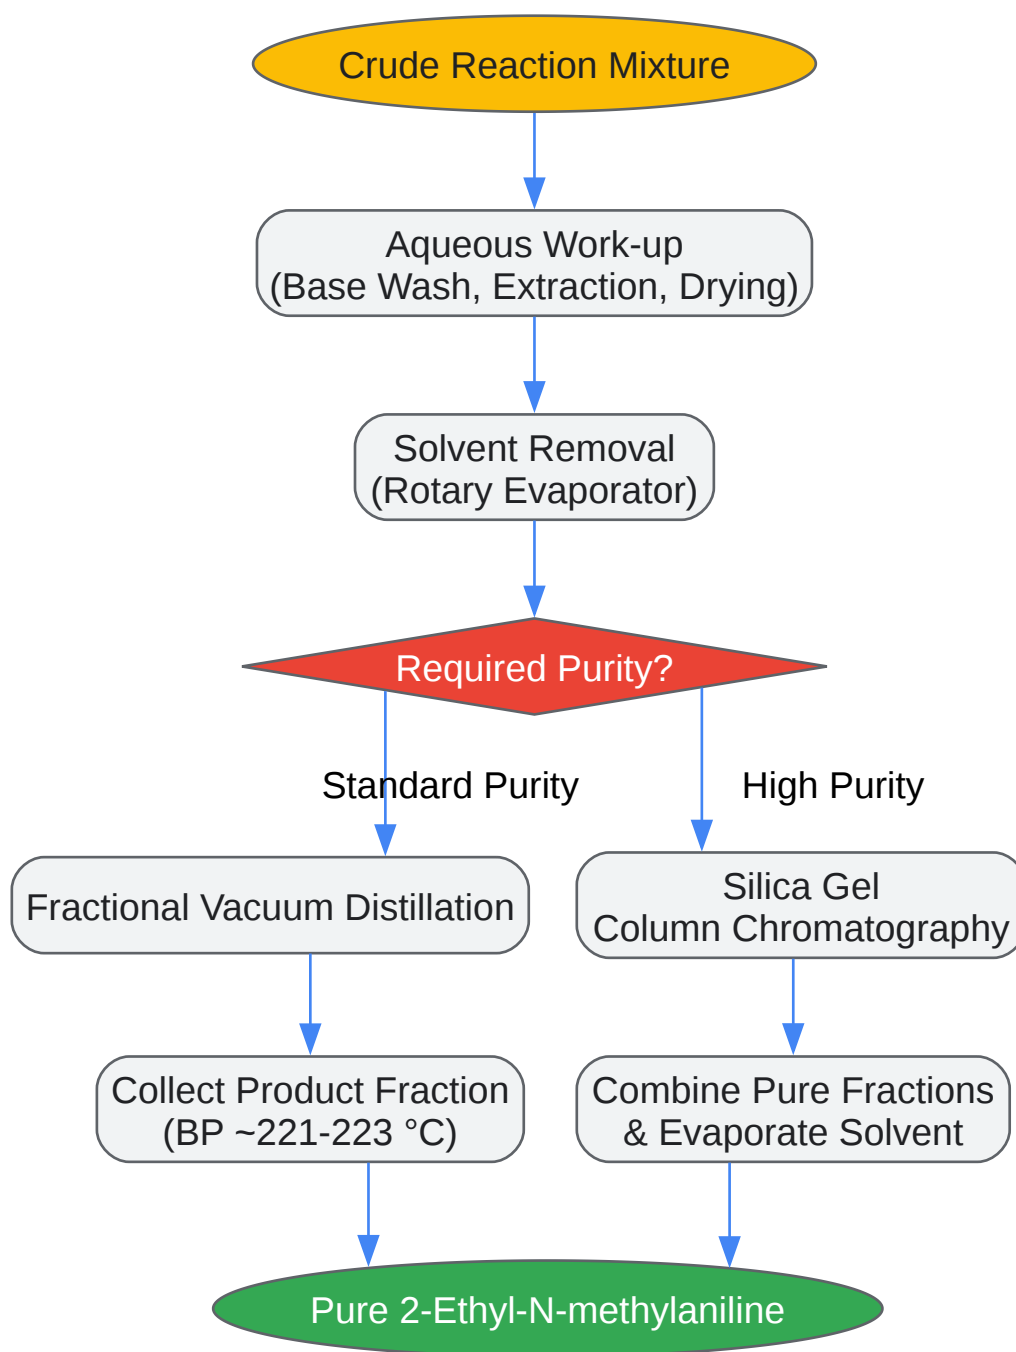 Crude Reaction Mixture
Aqueous Work-up
(Base Wash, Extraction, Drying)
Solvent Removal
(Rotary Evaporator)
Required Purity?
Standard Purity
High Purity
Fractional Vacuum Distillation
Silica Gel
Column Chromatography
Collect Product Fraction
(BP ~221-223 °C)
Combine Pure Fractions
& Evaporate Solvent
Pure 2-Ethyl-N-methylaniline